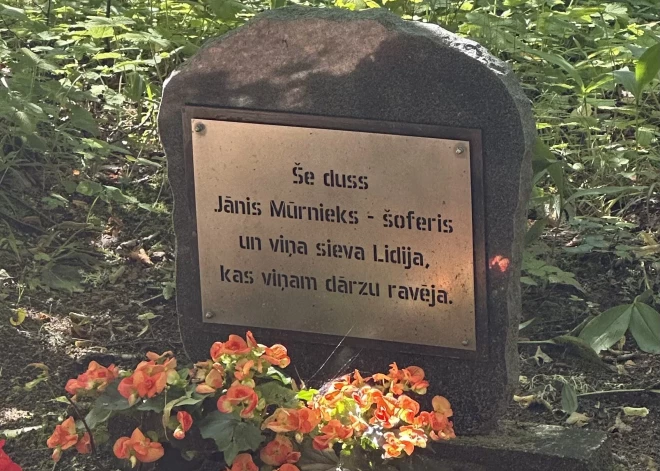 Še duss
Jānis Mūrnieks - šoferis
un viņa sieva Lidija,
kas viņam dārzu ravēja.